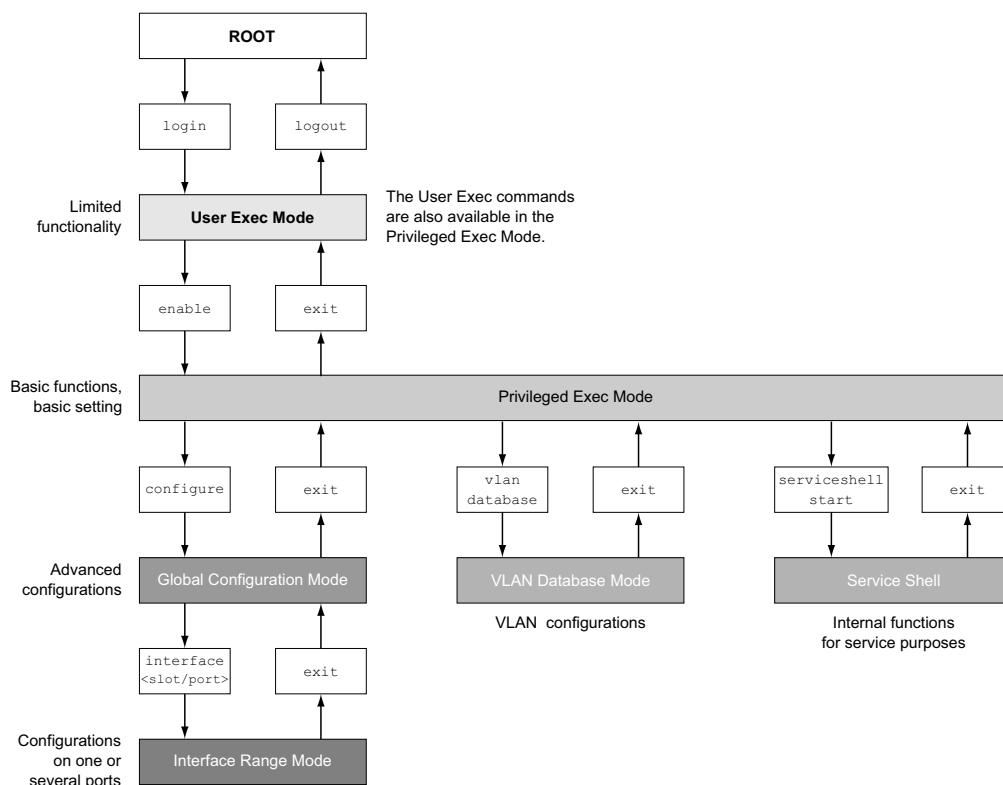 ROOT
login
logout
Limited
functionality
User Exec Mode
The User Exec commands
are also available in the
Privileged Exec Mode.
enable
exit
Basic functions,
basic setting
Privileged Exec Mode
configure
exit
vlan
database
exit
serviceshell
start
exit
Advanced
configurations
Global Configuration Mode
VLAN Database Mode
Service Shell
VLAN configurations
Internal functions
for service purposes
interface
<slot/port>
exit
Configurations
on one or
several ports
Interface Range Mode